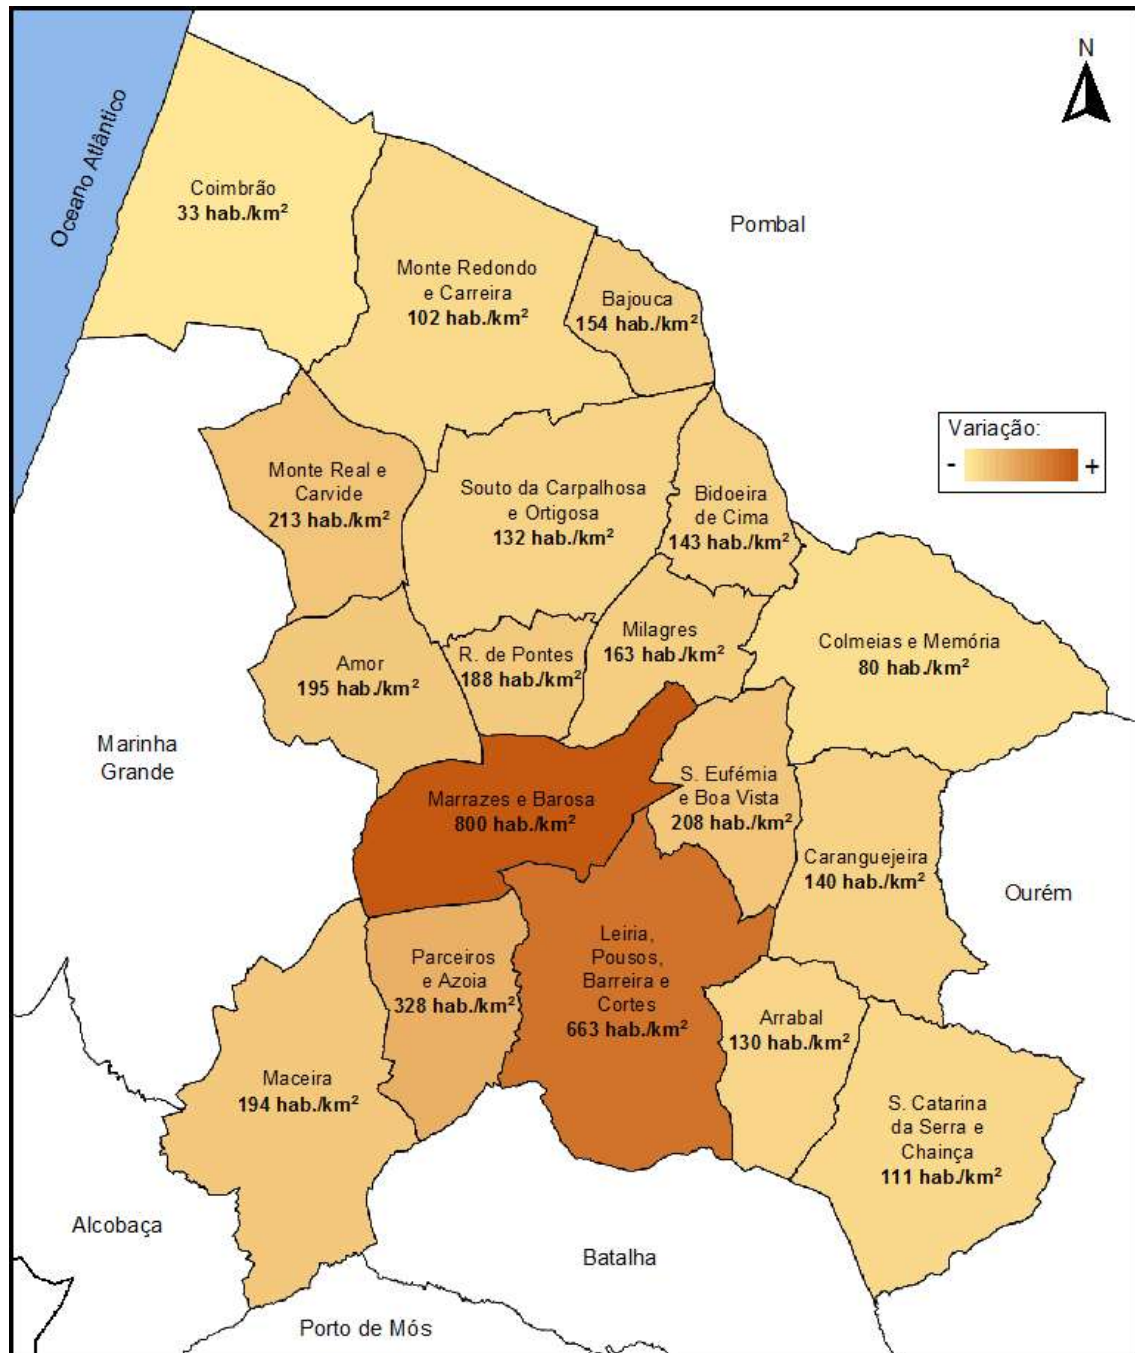 N
Oceano Atlântico
Coimbrão
33 hab./km²
Pombal
Monte Redondo
e Carreira
102 hab./km²
Bajouca
154 hab./km²
Variação:
- +
Monte Real e
Carvide
213 hab./km²
Souto da Carpalhosa
e Ortigosa
132 hab./km²
Bidoeira
de Cima
143 hab./km²
Colmeias e Memória
80 hab./km²
Milagres
163 hab./km²
R. de Pontes
188 hab./km²
Amor
195 hab./km²
Marinha
Grande
Marrazes e Barosa
800 hab./km²
S. Eufémia
e Boa Vista
208 hab./km²
Caranguejeira
140 hab./km²
Ourém
Leiria,
Pousos,
Barreira e
Cortes
663 hab./km²
Parceiros
e Azoia
328 hab./km²
Arrabal
130 hab./km²
Maceira
194 hab./km²
S. Catarina
da Serra e
Chainça
111 hab./km²
Alcobaça
Batalha
Porto de Mós